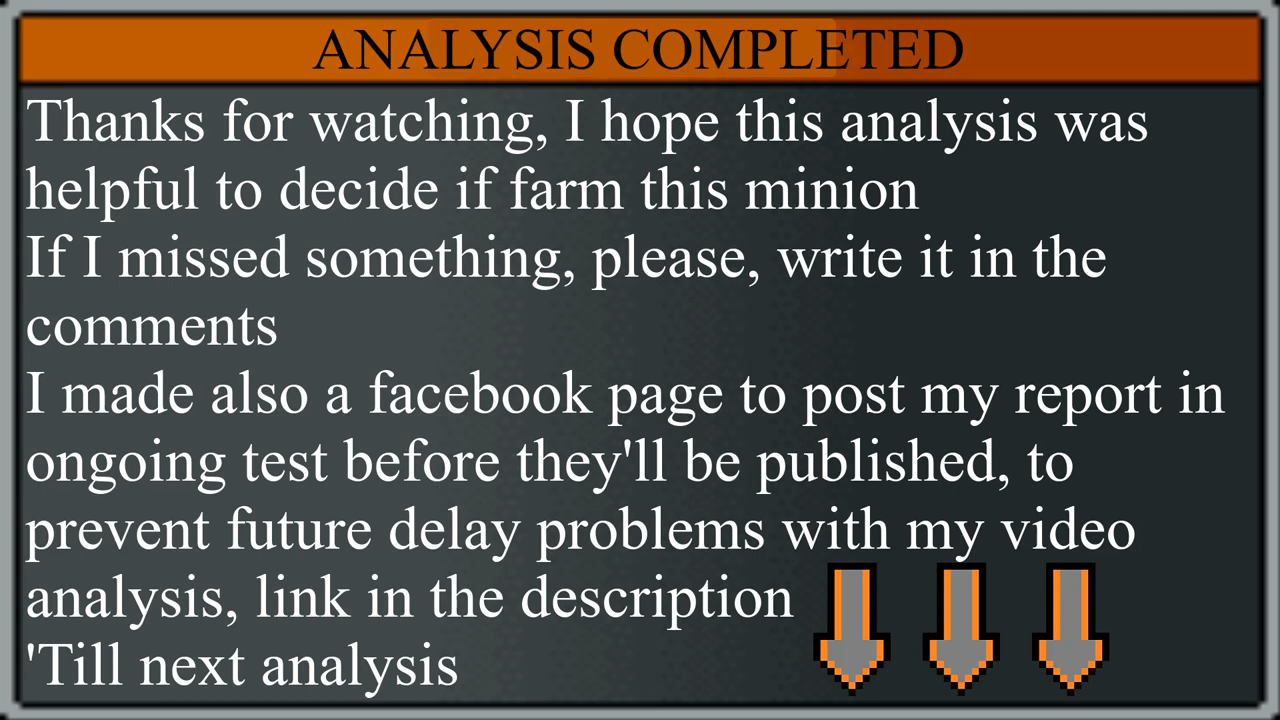 ANALYSIS COMPLETED
Thanks for watching, I hope this analysis was
helpful to decide if farm this minion
If I missed something, please, write it in the
comments
I made also a facebook page to post my report in
ongoing test before they'll be published, to
prevent future delay problems with my video
analysis, link in the description
'Till next analysis